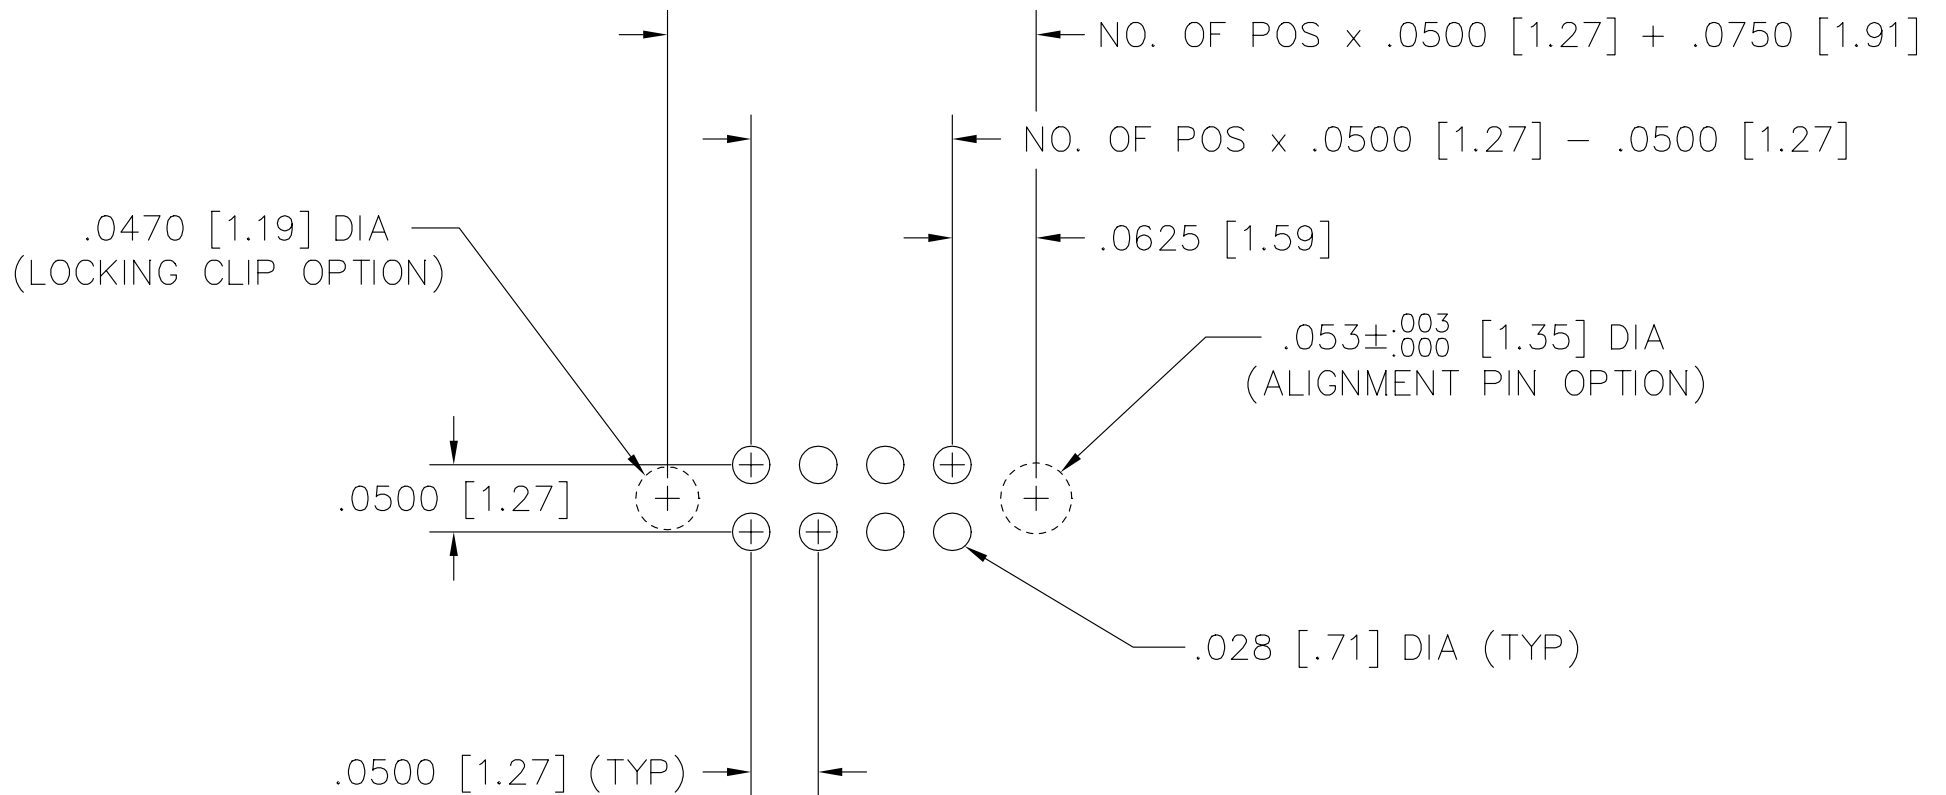 NO. OF POS x .0500 [1.27] + .0750 [1.91]
NO. OF POS x .0500 [1.27] − .0500 [1.27]
.0470 [1.19] DIA
(LOCKING CLIP OPTION)
.0625 [1.59]
.053±.003/.000 [1.35] DIA
(ALIGNMENT PIN OPTION)
.0500 [1.27]
.028 [.71] DIA (TYP)
.0500 [1.27] (TYP)